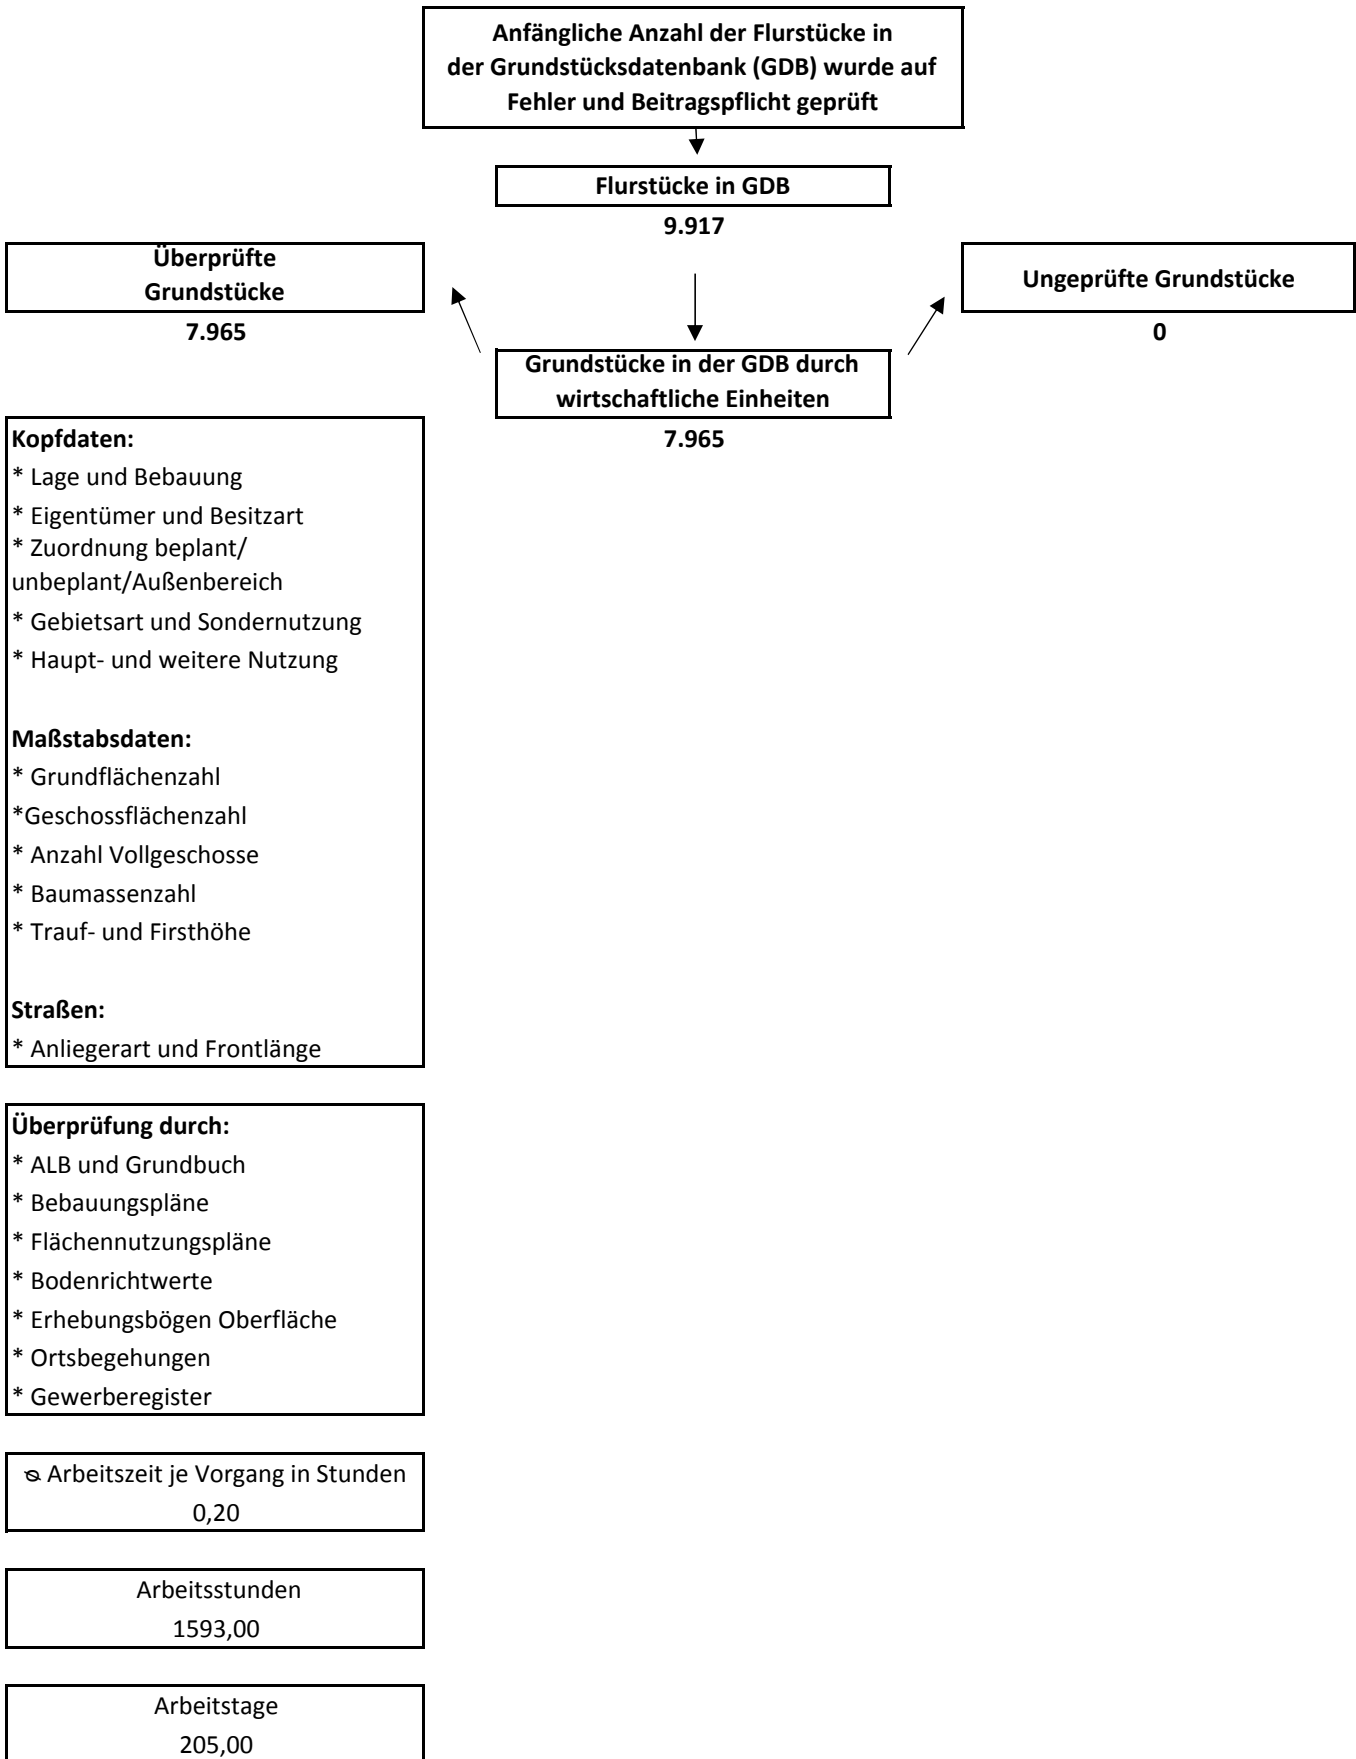 Anfängliche Anzahl der Flurstücke in
der Grundstücksdatenbank (GDB) wurde auf
Fehler und Beitragspflicht geprüft
Flurstücke in GDB
9.917
Überprüfte
Grundstücke
7.965
Ungeprüfte Grundstücke
0
Grundstücke in der GDB durch
wirtschaftliche Einheiten
7.965
Kopfdaten:
* Lage und Bebauung
* Eigentümer und Besitzart
* Zuordnung beplant/
unbeplant/Außenbereich
* Gebietsart und Sondernutzung
* Haupt- und weitere Nutzung
Maßstabsdaten:
* Grundflächenzahl
*Geschossflächenzahl
* Anzahl Vollgeschosse
* Baumassenzahl
* Trauf- und Firsthöhe
Straßen:
* Anliegerart und Frontlänge
Überprüfung durch:
* ALB und Grundbuch
* Bebauungspläne
* Flächennutzungspläne
* Bodenrichtwerte
* Erhebungsbögen Oberfläche
* Ortsbegehungen
* Gewerberegister
ᴓ Arbeitszeit je Vorgang in Stunden
0,20
Arbeitsstunden
1593,00
Arbeitstage
205,00